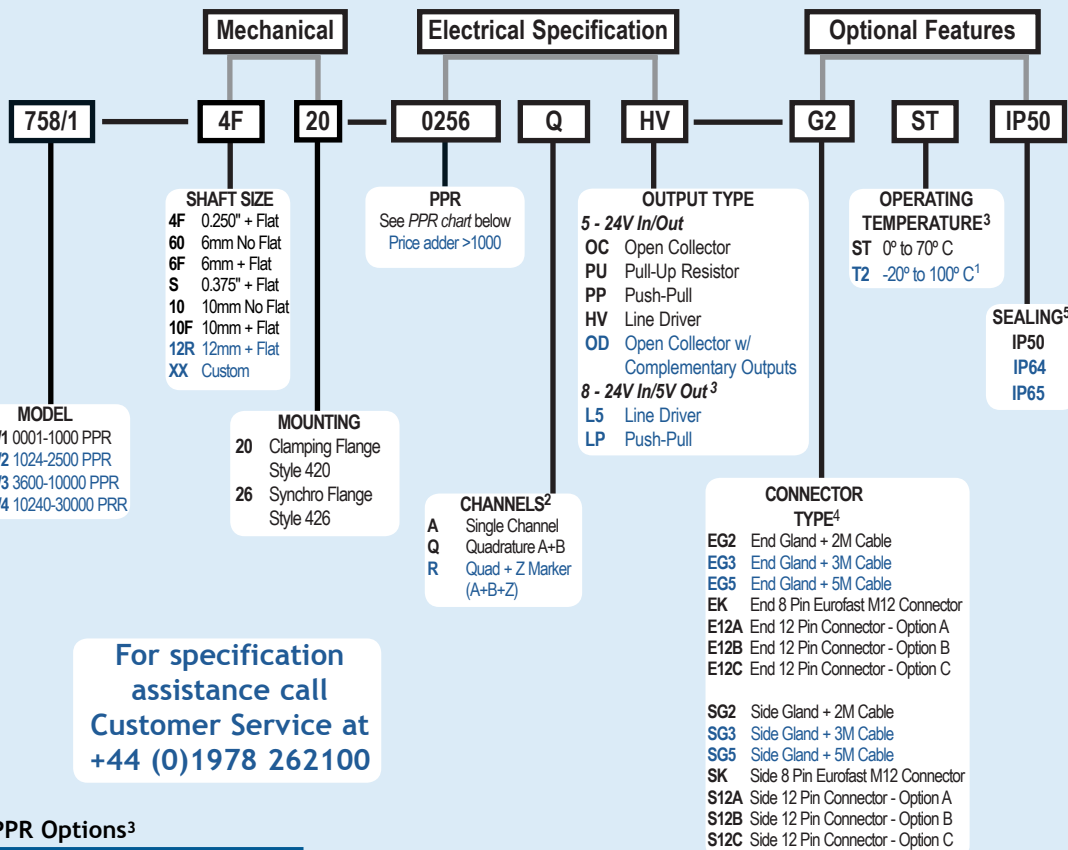 Mechanical
Electrical Specification
Optional Features
758/1
4F
20
0256
Q
HV
G2
ST
IP50
SHAFT SIZE
4F 0.250" + Flat
60 6mm No Flat
6F 6mm + Flat
S 0.375" + Flat
10 10mm No Flat
10F 10mm + Flat
12R 12mm + Flat
XX Custom
PPR
See PPR chart below
Price adder >1000
OUTPUT TYPE
5 - 24V In/Out
OC Open Collector
PU Pull-Up Resistor
PP Push-Pull
HV Line Driver
OD Open Collector w/
Complementary Outputs
8 - 24V In/5V Out³
L5 Line Driver
LP Push-Pull
OPERATING
TEMPERATURE³
ST 0º to 70º C
T2 -20º to 100º C¹
SEALING⁵
IP50
IP64
IP65
MODEL
/1 0001-1000 PPR
/2 1024-2500 PPR
/3 3600-10000 PPR
/4 10240-30000 PRR
MOUNTING
20 Clamping Flange
Style 420
26 Synchro Flange
Style 426
CHANNELS²
A Single Channel
Q Quadrature A+B
R Quad + Z Marker
(A+B+Z)
CONNECTOR
TYPE⁴
EG2 End Gland + 2M Cable
EG3 End Gland + 3M Cable
EG5 End Gland + 5M Cable
EK End 8 Pin Eurofast M12 Connector
E12A End 12 Pin Connector - Option A
E12B End 12 Pin Connector - Option B
E12C End 12 Pin Connector - Option C
SG2 Side Gland + 2M Cable
SG3 Side Gland + 3M Cable
SG5 Side Gland + 5M Cable
SK Side 8 Pin Eurofast M12 Connector
S12A Side 12 Pin Connector - Option A
S12B Side 12 Pin Connector - Option B
S12C Side 12 Pin Connector - Option C
For specification
assistance call
Customer Service at
+44 (0)1978 262100
PPR Options³